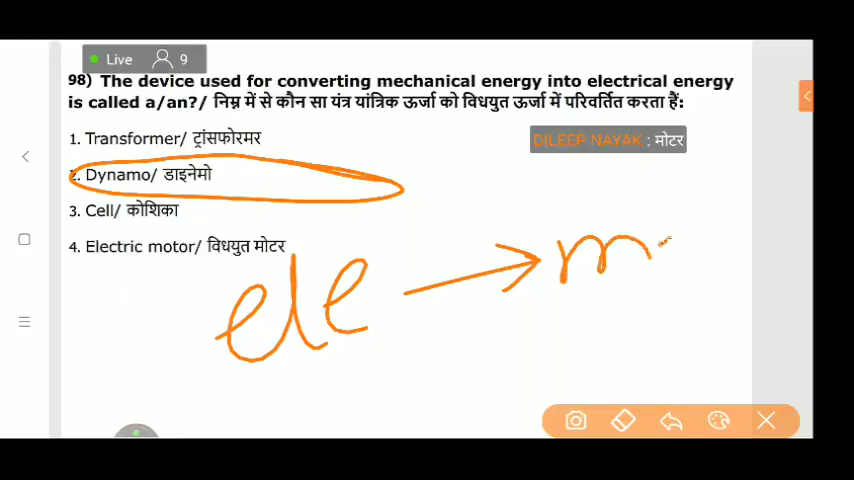 Live 9
98) The device used for converting mechanical energy into electrical energy
is called a/an?/ निम्न में से कौन सा यंत्र यांत्रिक ऊर्जा को विधयुत ऊर्जा में परिवर्तित करता हैं:
1. Transformer/ ट्रांसफोरमर
DILEEP NAYAK : मोटर
2. Dynamo/ डाइनेमो
3. Cell/ कोशिका
4. Electric motor/ विधयुत मोटर
ele → m